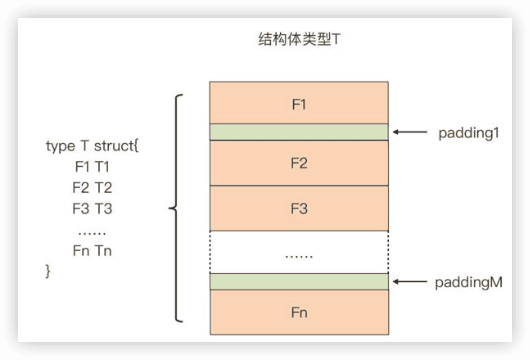 结构体类型T
type T struct{
F1 T1
F2 T2
F3 T3
……
Fn Tn
}
F1
padding1
F2
F3
……
paddingM
Fn